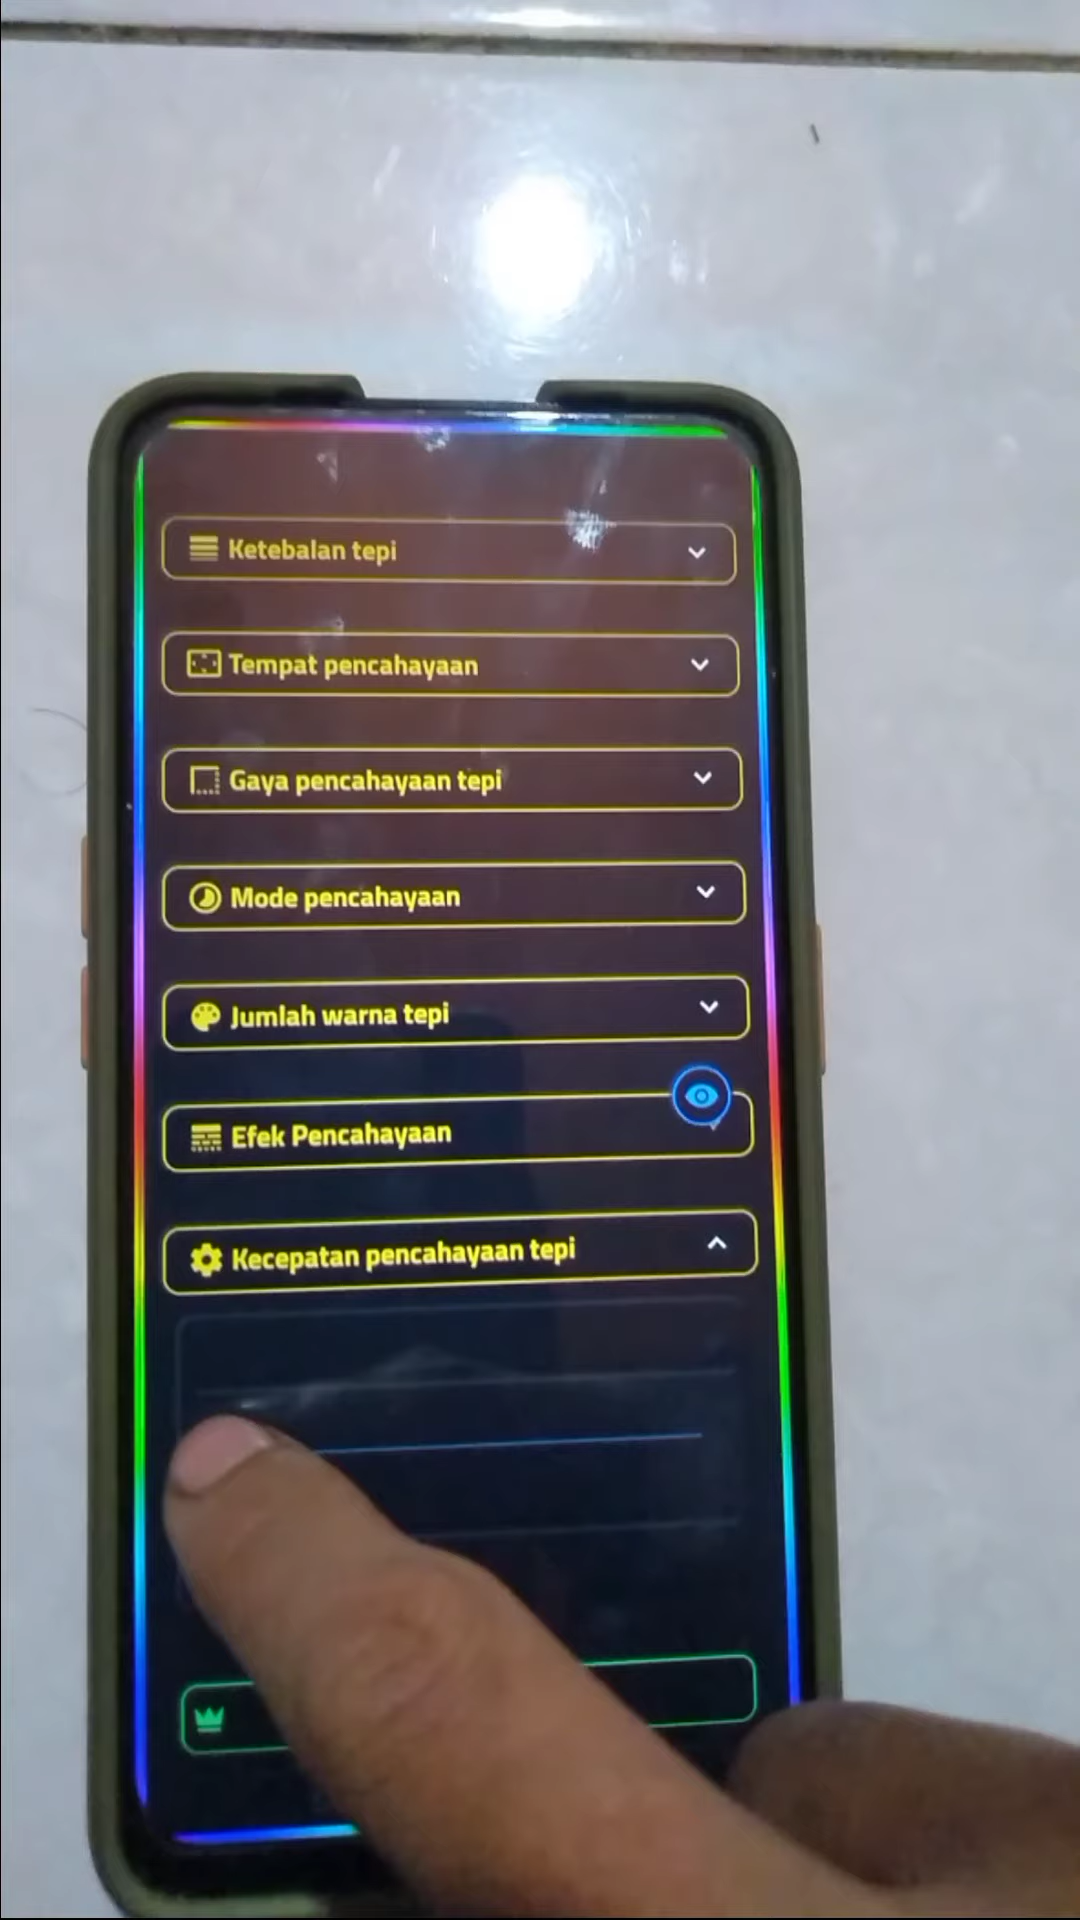 Ketebalan tepi
Tempat pencahayaan
Gaya pencahayaan tepi
Mode pencahayaan
Jumlah warna tepi
Efek Pencahayaan
Kecepatan pencahayaan tepi